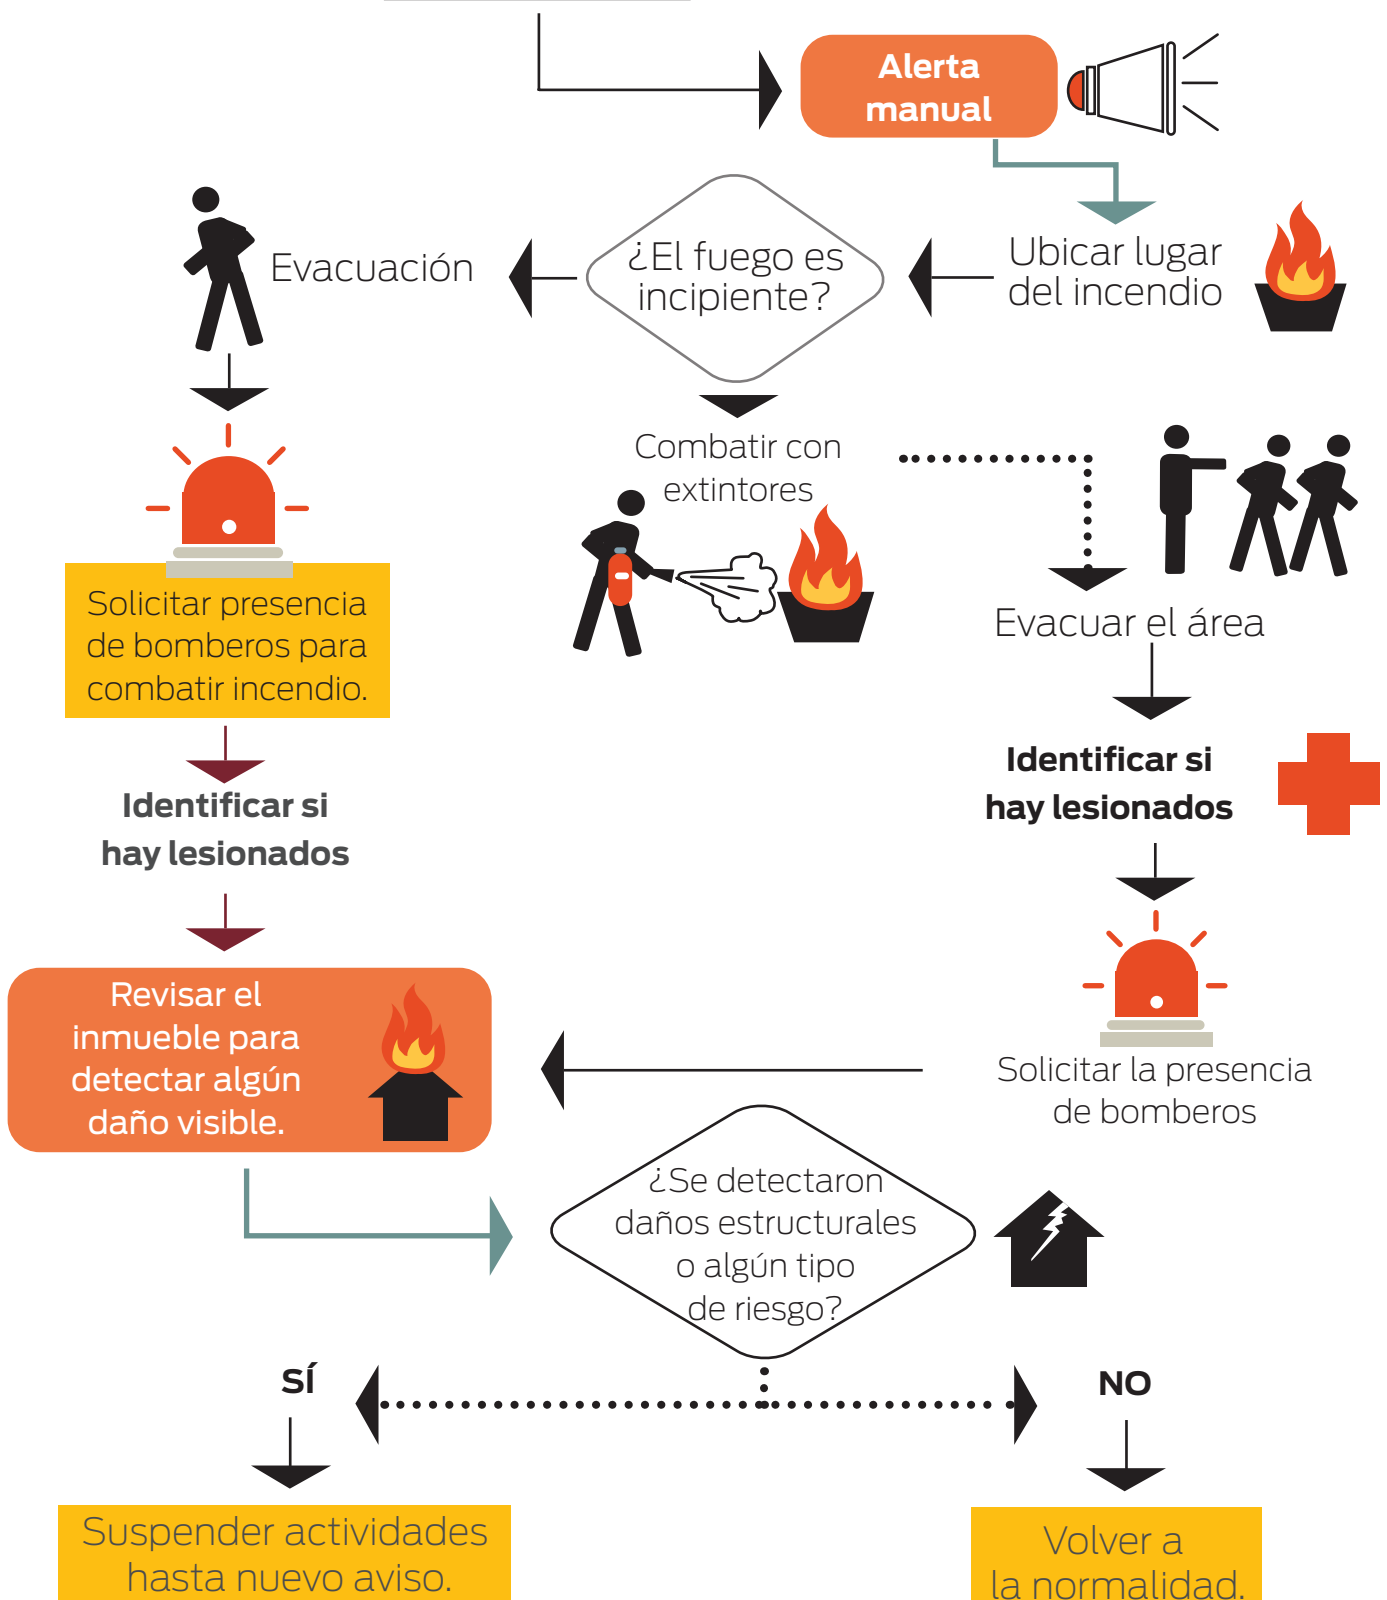 Alerta
manual
Ubicar lugar
del incendio
¿El fuego es
incipiente?
Evacuación
Combatir con
extintores
Solicitar presencia
de bomberos para
combatir incendio.
Evacuar el área
Identificar si
hay lesionados
Identificar si
hay lesionados
Revisar el
inmueble para
detectar algún
daño visible.
Solicitar la presencia
de bomberos
¿Se detectaron
daños estructurales
o algún tipo
de riesgo?
SÍ
NO
Suspender actividades
hasta nuevo aviso.
Volver a
la normalidad.